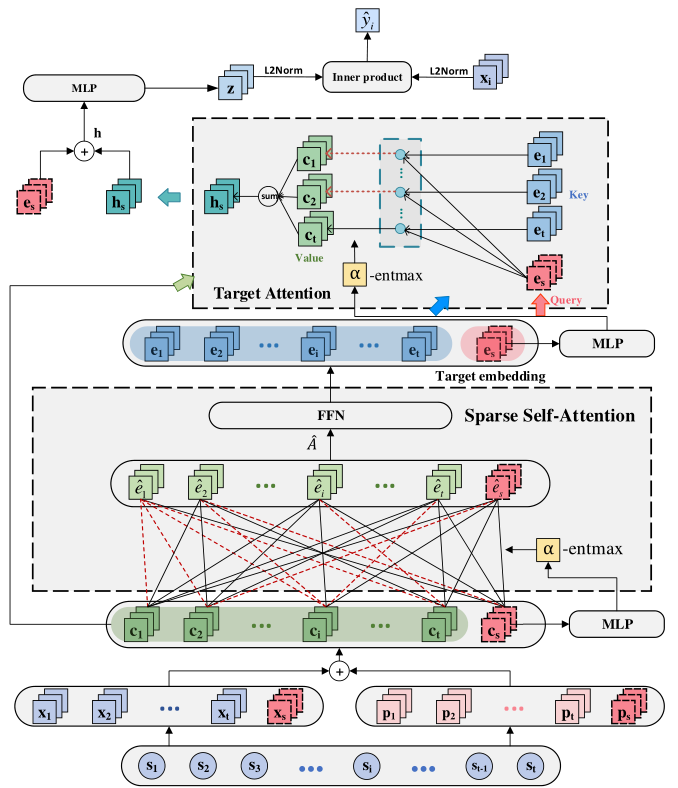 ŷᵢ
L2Norm
L2Norm
MLP
z
Inner product
xᵢ
h
+
eₛ
hₛ
hₛ
sum
c₁
c₂
cₜ
Value
e₁
e₂
eₜ
Key
eₛ
Query
α-entmax
Target Attention
e₁ e₂ ••• eᵢ ••• eₜ eₛ
MLP
Target embedding
FFN
Sparse Self-Attention
Â
ê₁ ê₂ ••• êᵢ ••• êₜ êₛ
α-entmax
c₁ c₂ ••• cᵢ ••• cₜ cₛ
MLP
+
x₁ x₂ ••• xₜ xₛ
p₁ p₂ ••• pₜ pₛ
s₁ s₂ s₃ ••• sᵢ ••• sₜ₋₁ sₜ